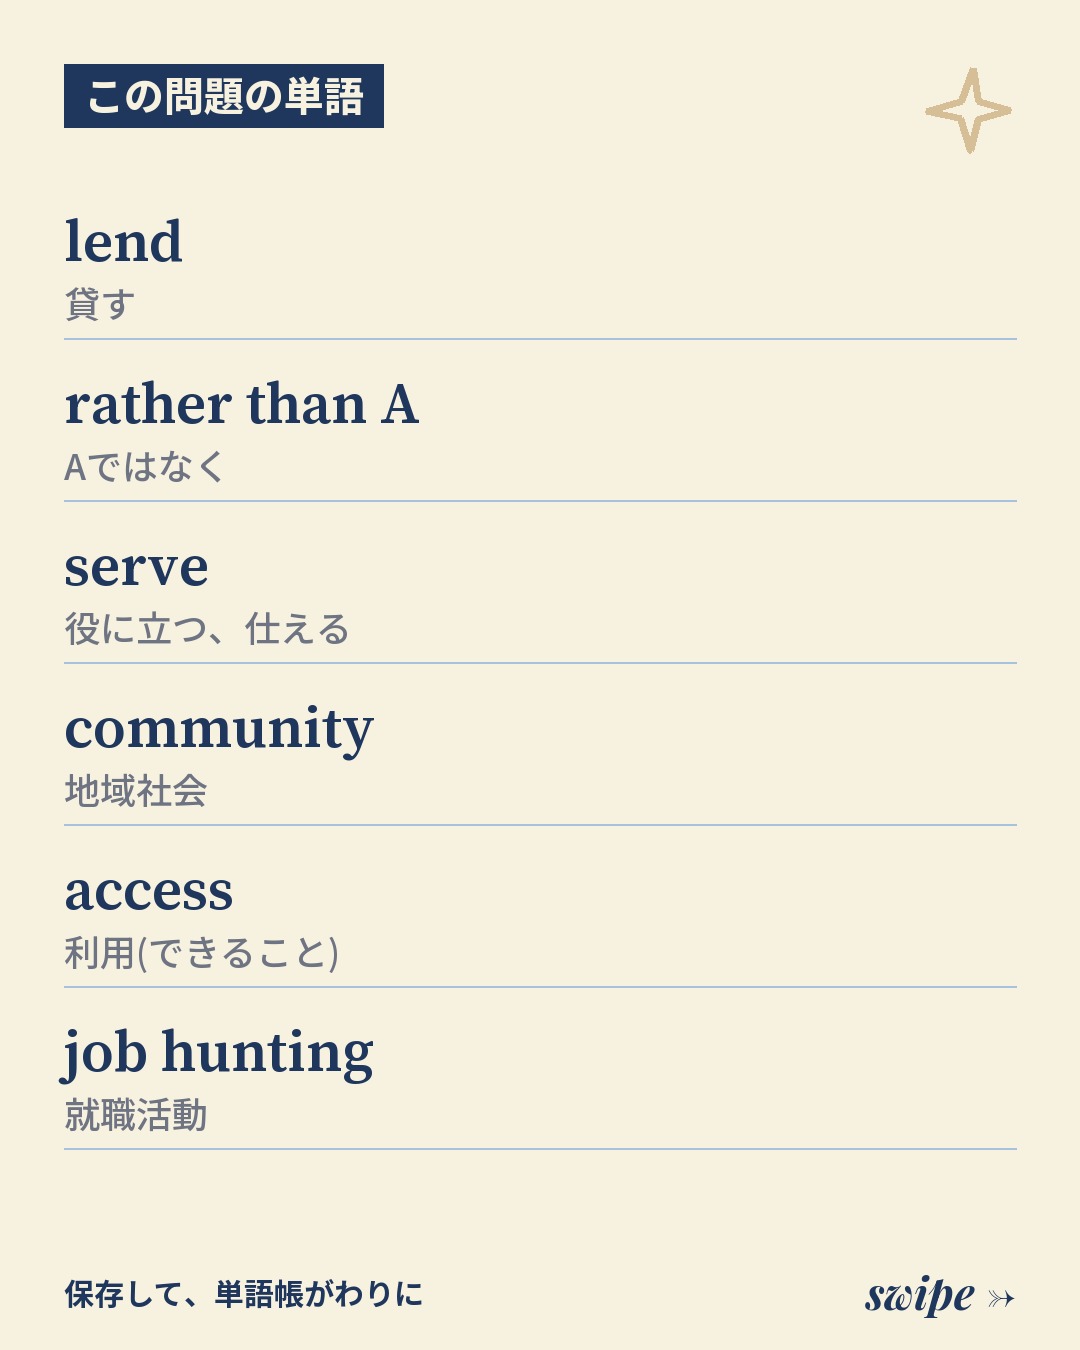 この問題の単語
lend
貸す
rather than A
Aではなく
serve
役に立つ、仕える
community
地域社会
access
利用(できること)
job hunting
就職活動
保存して、単語帳がわりに
swipe